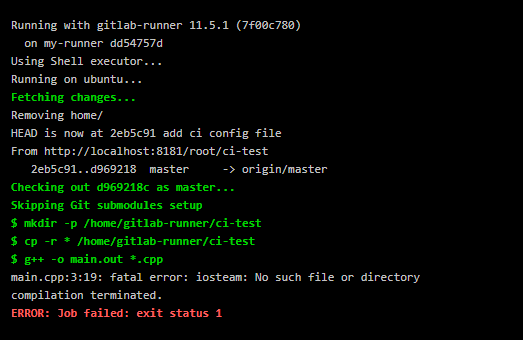 Running with gitlab-runner 11.5.1 (7f00c780)
on my-runner dd54757d
Using Shell executor...
Running on ubuntu...
Fetching changes...
Removing home/
HEAD is now at 2eb5c91 add ci config file
From http://localhost:8181/root/ci-test
2eb5c91..d969218 master -> origin/master
Checking out d969218c as master...
Skipping Git submodules setup
$ mkdir -p /home/gitlab-runner/ci-test
$ cp -r * /home/gitlab-runner/ci-test
$ g++ -o main.out *.cpp
main.cpp:3:19: fatal error: iosteam: No such file or directory
compilation terminated.
ERROR: Job failed: exit status 1